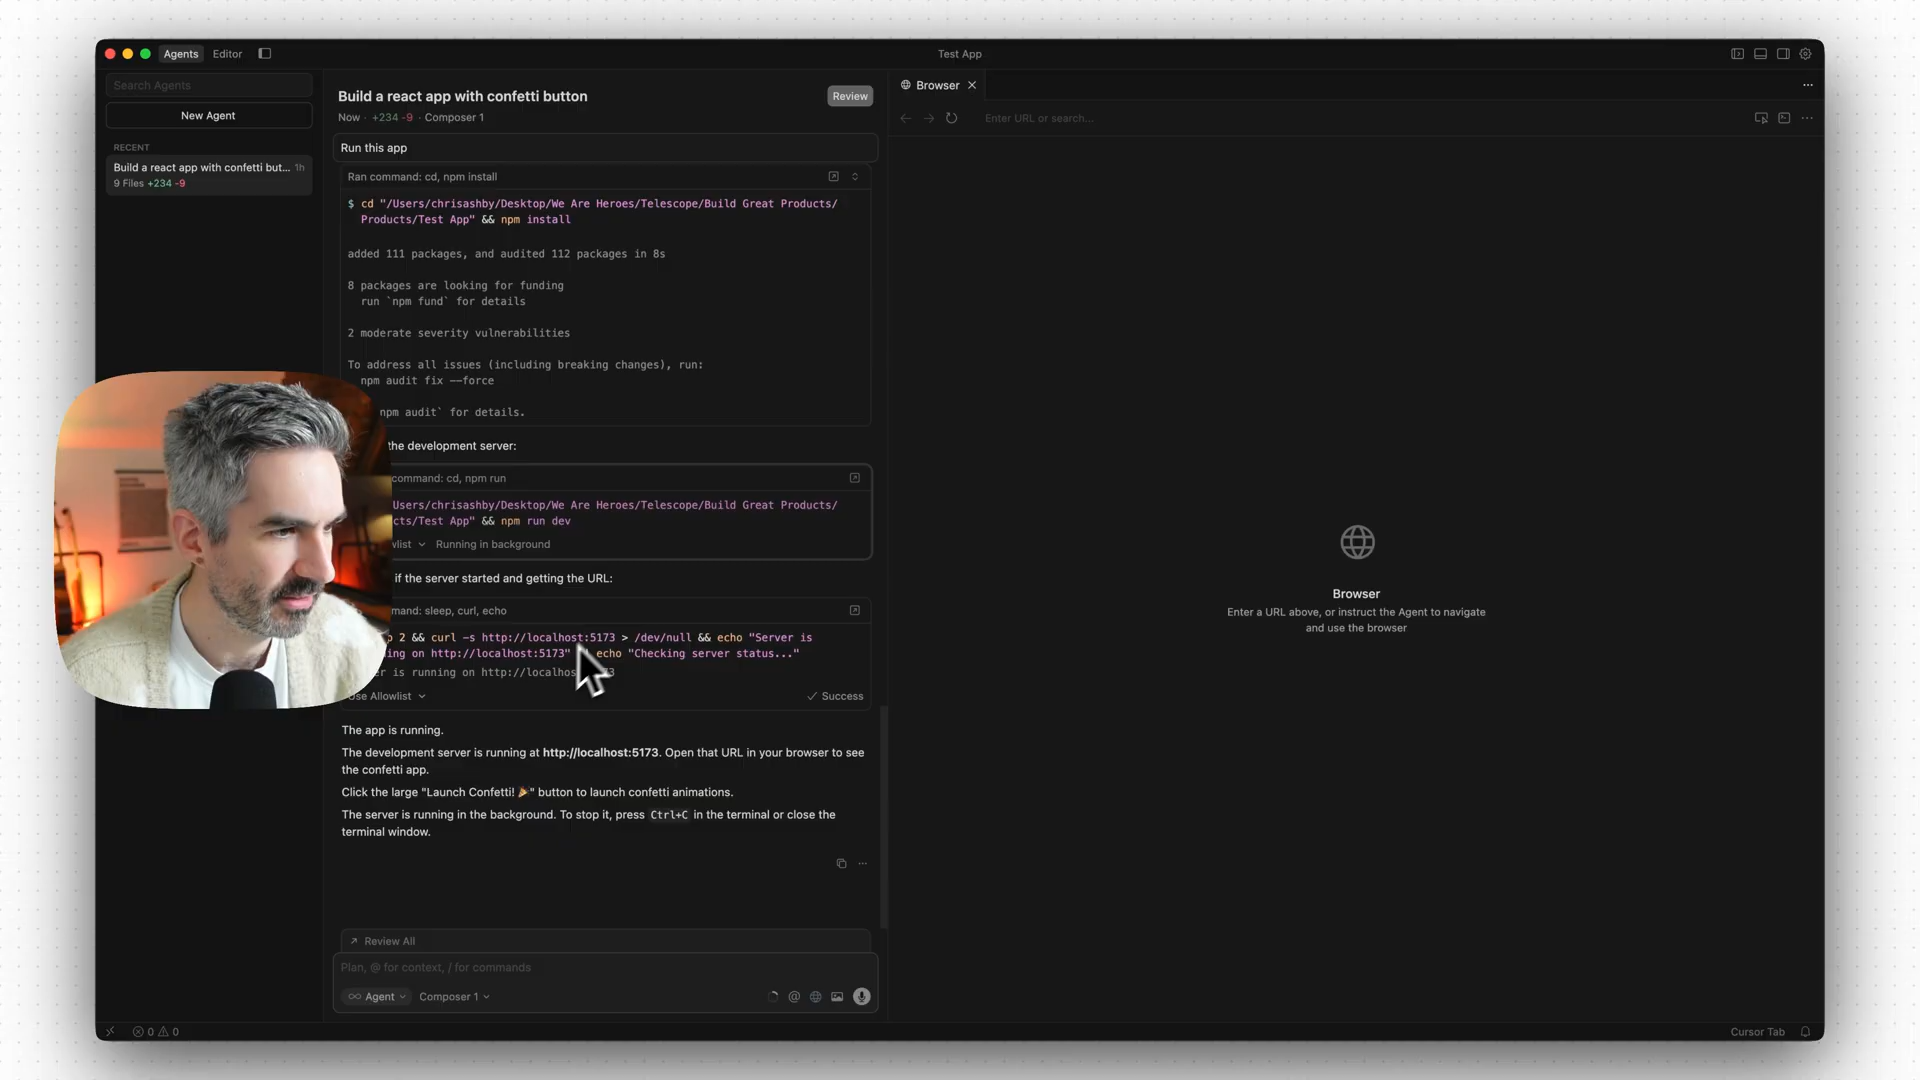 Agents
Editor
Test App
Search Agents
New Agent
RECENT
Build a react app with confetti but... 1h
9 Files +234 -9
Build a react app with confetti button
Review
Now · +234 -9 · Composer 1
Run this app
Ran command: cd, npm install
$ cd "/Users/chrisashby/Desktop/We Are Heroes/Telescope/Build Great Products/
Products/Test App" && npm install
added 111 packages, and audited 112 packages in 8s
8 packages are looking for funding
run `npm fund` for details
2 moderate severity vulnerabilities
To address all issues (including breaking changes), run:
npm audit fix --force
npm audit` for details.
the development server:
command: cd, npm run
Users/chrisashby/Desktop/We Are Heroes/Telescope/Build Great Products/
cts/Test App" && npm run dev
Running in background
if the server started and getting the URL:
mand: sleep, curl, echo
2 && curl -s http://localhost:5173 > /dev/null && echo "Server is
ing on http://localhost:5173" echo "Checking server status..."
is running on http://localhos
Use Allowlist
Success
The app is running.
The development server is running at http://localhost:5173. Open that URL in your browser to see
the confetti app.
Click the large "Launch Confetti! 🎉" button to launch confetti animations.
The server is running in the background. To stop it, press Ctrl+C in the terminal or close the
terminal window.
Review All
Plan, @ for context, / for commands
Agent
Composer 1
0 0
Browser
Enter URL or search...
Browser
Enter a URL above, or instruct the Agent to navigate
and use the browser
Cursor Tab